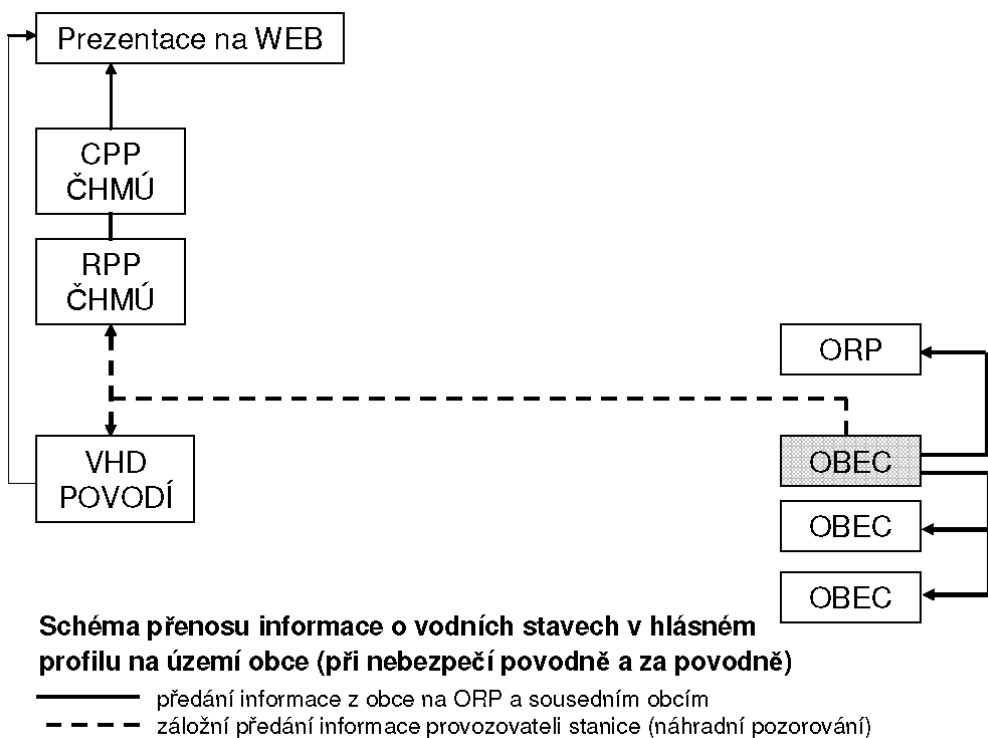 Prezentace na WEB
CPP
ČHMÚ
RPP
ČHMÚ
ORP
VHD
POVODÍ
OBEC
OBEC
OBEC
Schéma přenosu informace o vodních stavech v hlásném
profilu na území obce (při nebezpečí povodně a za povodně)
předání informace z obce na ORP a sousedním obcím
záložní předání informace provozovateli stanice (náhradní pozorování)